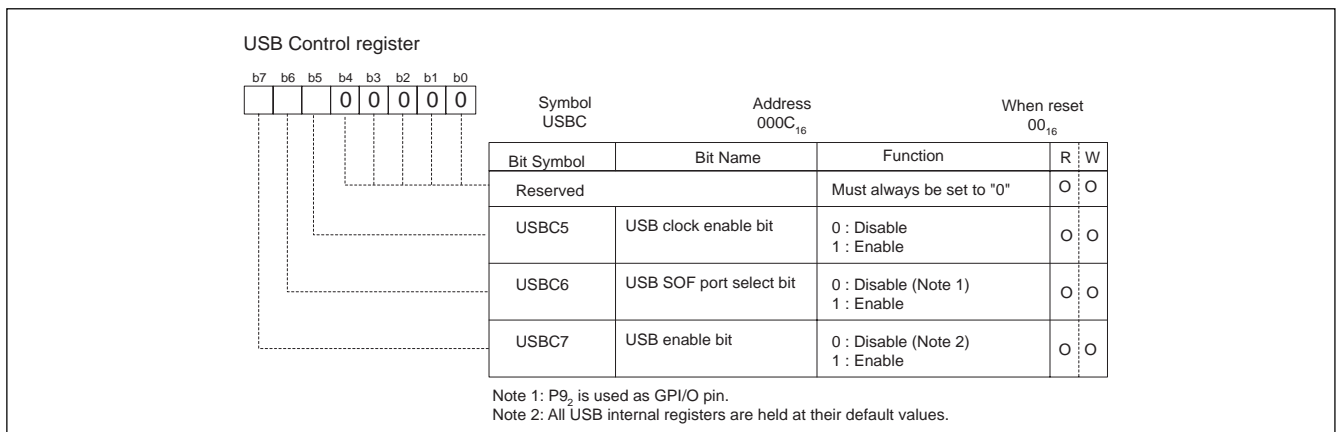 USB Control register
b7 b6 b5 b4 b3 b2 b1 b0
0 0 0 0 0
Symbol Address When reset
USBC 000C₁₆ 00₁₆
Bit Symbol Bit Name Function R W
Reserved Must always be set to "0" O O
USBC5 USB clock enable bit 0 : Disable
1 : Enable O O
USBC6 USB SOF port select bit 0 : Disable (Note 1)
1 : Enable O O
USBC7 USB enable bit 0 : Disable (Note 2)
1 : Enable O O
Note 1: P9₂ is used as GPI/O pin.
Note 2: All USB internal registers are held at their default values.